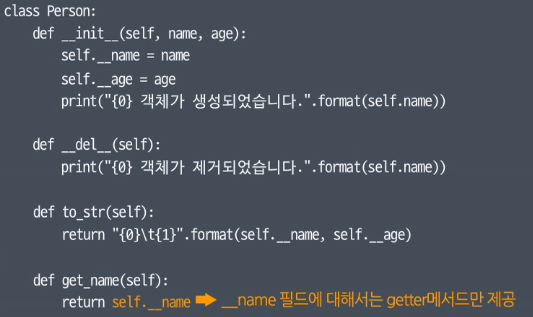 class Person:
    def __init__(self, name, age):
        self.__name = name
        self.__age = age
        print("{0} 객체가 생성되었습니다.".format(self.name))

    def __del__(self):
        print("{0} 객체가 제거되었습니다.".format(self.name))

    def to_str(self):
        return "{0}\t{1}".format(self.__name, self.__age)

    def get_name(self):
        return self.__name ➡ __name 필드에 대해서는 getter메서드만 제공